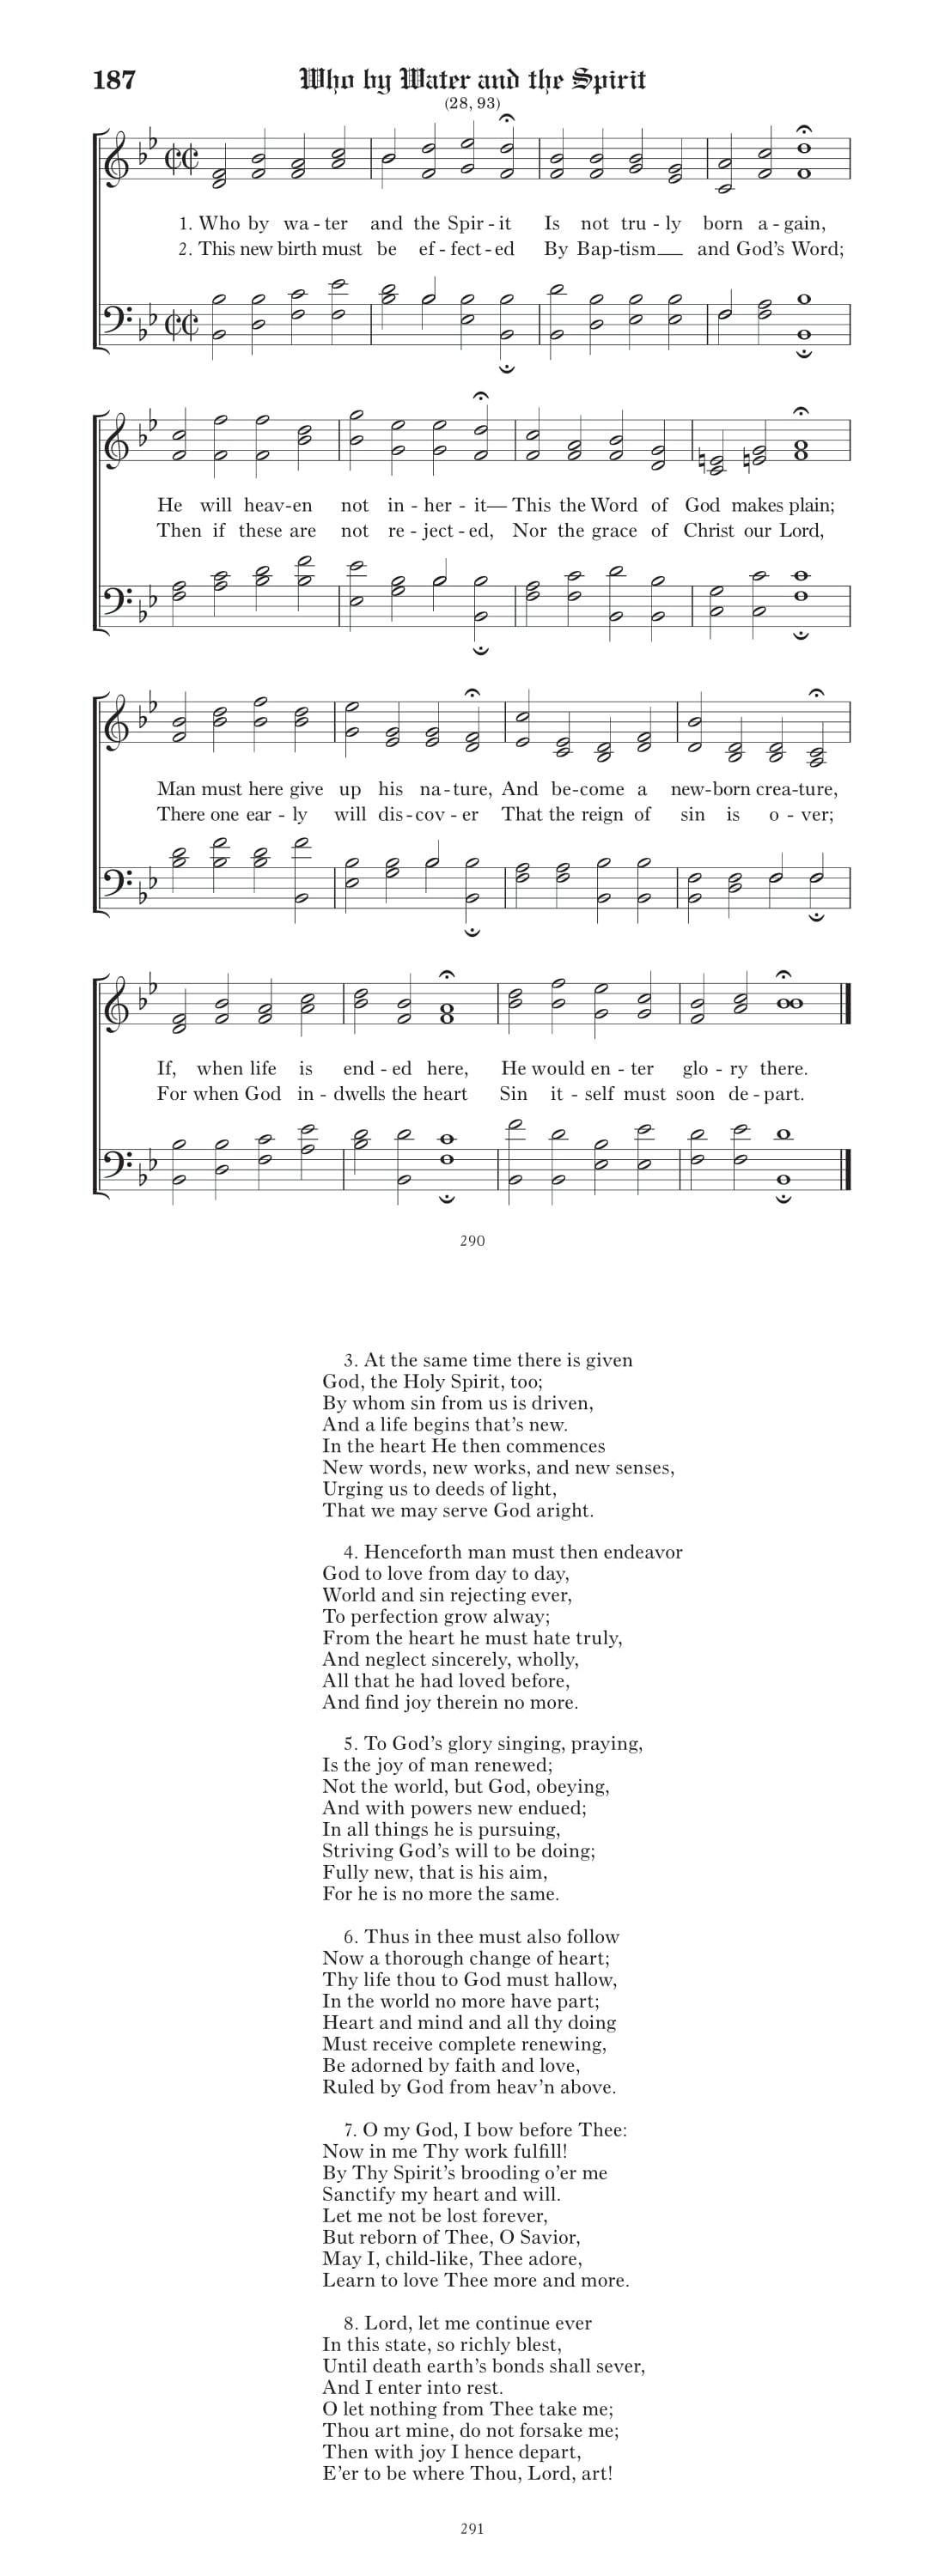 187 Who by Water and the Spirit
(28, 93)
1. Who by wa - ter and the Spir - it Is not tru - ly born a - gain,
2. This new birth must be ef - fect - ed By Bap - tism and God's Word;
He will heav - en not in - her - it— This the Word of God makes plain;
Then if these are not re - ject - ed, Nor the grace of Christ our Lord,
Man must here give up his na - ture, And be - come a new - born crea - ture,
There one ear - ly will dis - cov - er That the reign of sin is o - ver;
If, when life is end - ed here, He would en - ter glo - ry there.
For when God in - dwells the heart Sin it - self must soon de - part.
290
3. At the same time there is given
God, the Holy Spirit, too;
By whom sin from us is driven,
And a life begins that's new.
In the heart He then commences
New words, new works, and new senses,
Urging us to deeds of light,
That we may serve God aright.
4. Henceforth man must then endeavor
God to love from day to day,
World and sin rejecting ever,
To perfection grow alway;
From the heart he must hate truly,
And neglect sincerely, wholly,
All that he had loved before,
And find joy therein no more.
5. To God's glory singing, praying,
Is the joy of man renewed;
Not the world, but God, obeying,
And with powers new endued;
In all things he is pursuing,
Striving God's will to be doing;
Fully new, that is his aim,
For he is no more the same.
6. Thus in thee must also follow
Now a thorough change of heart;
Thy life thou to God must hallow,
In the world no more have part;
Heart and mind and all thy doing
Must receive complete renewing,
Be adorned by faith and love,
Ruled by God from heav'n above.
7. O my God, I bow before Thee:
Now in me Thy work fulfill!
By Thy Spirit's brooding o'er me
Sanctify my heart and will.
Let me not be lost forever,
But reborn of Thee, O Savior,
May I, child-like, Thee adore,
Learn to love Thee more and more.
8. Lord, let me continue ever
In this state, so richly blest,
Until death earth's bonds shall sever,
And I enter into rest.
O let nothing from Thee take me;
Thou art mine, do not forsake me;
Then with joy I hence depart,
E'er to be where Thou, Lord, art!
291